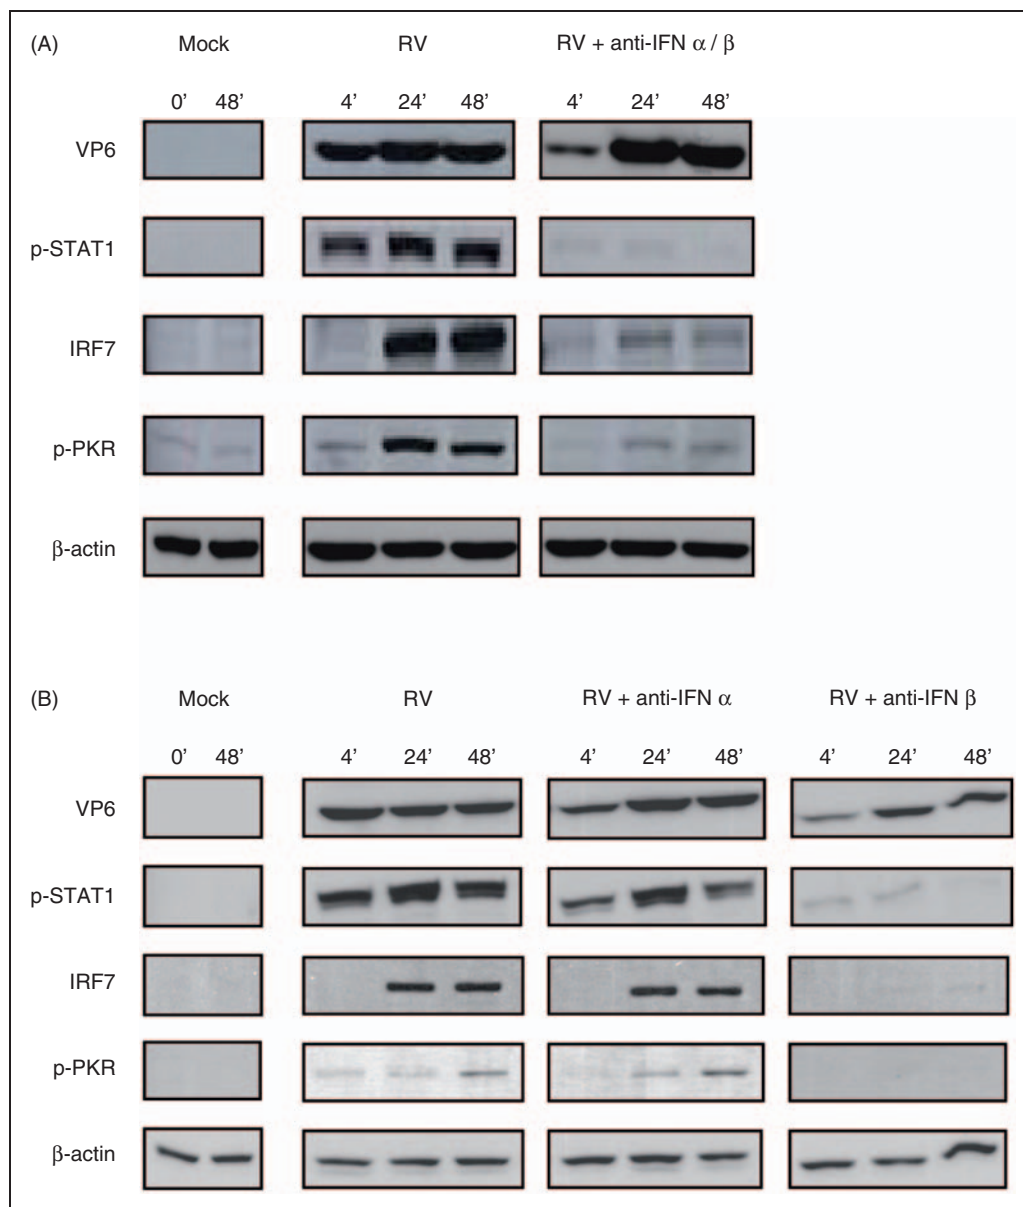 (A) Mock RV RV + anti-IFN α / β
0' 48' 4' 24' 48' 4' 24' 48'
VP6
p-STAT1
IRF7
p-PKR
β-actin
(B) Mock RV RV + anti-IFN α RV + anti-IFN β
0' 48' 4' 24' 48' 4' 24' 48' 4' 24' 48'
VP6
p-STAT1
IRF7
p-PKR
β-actin